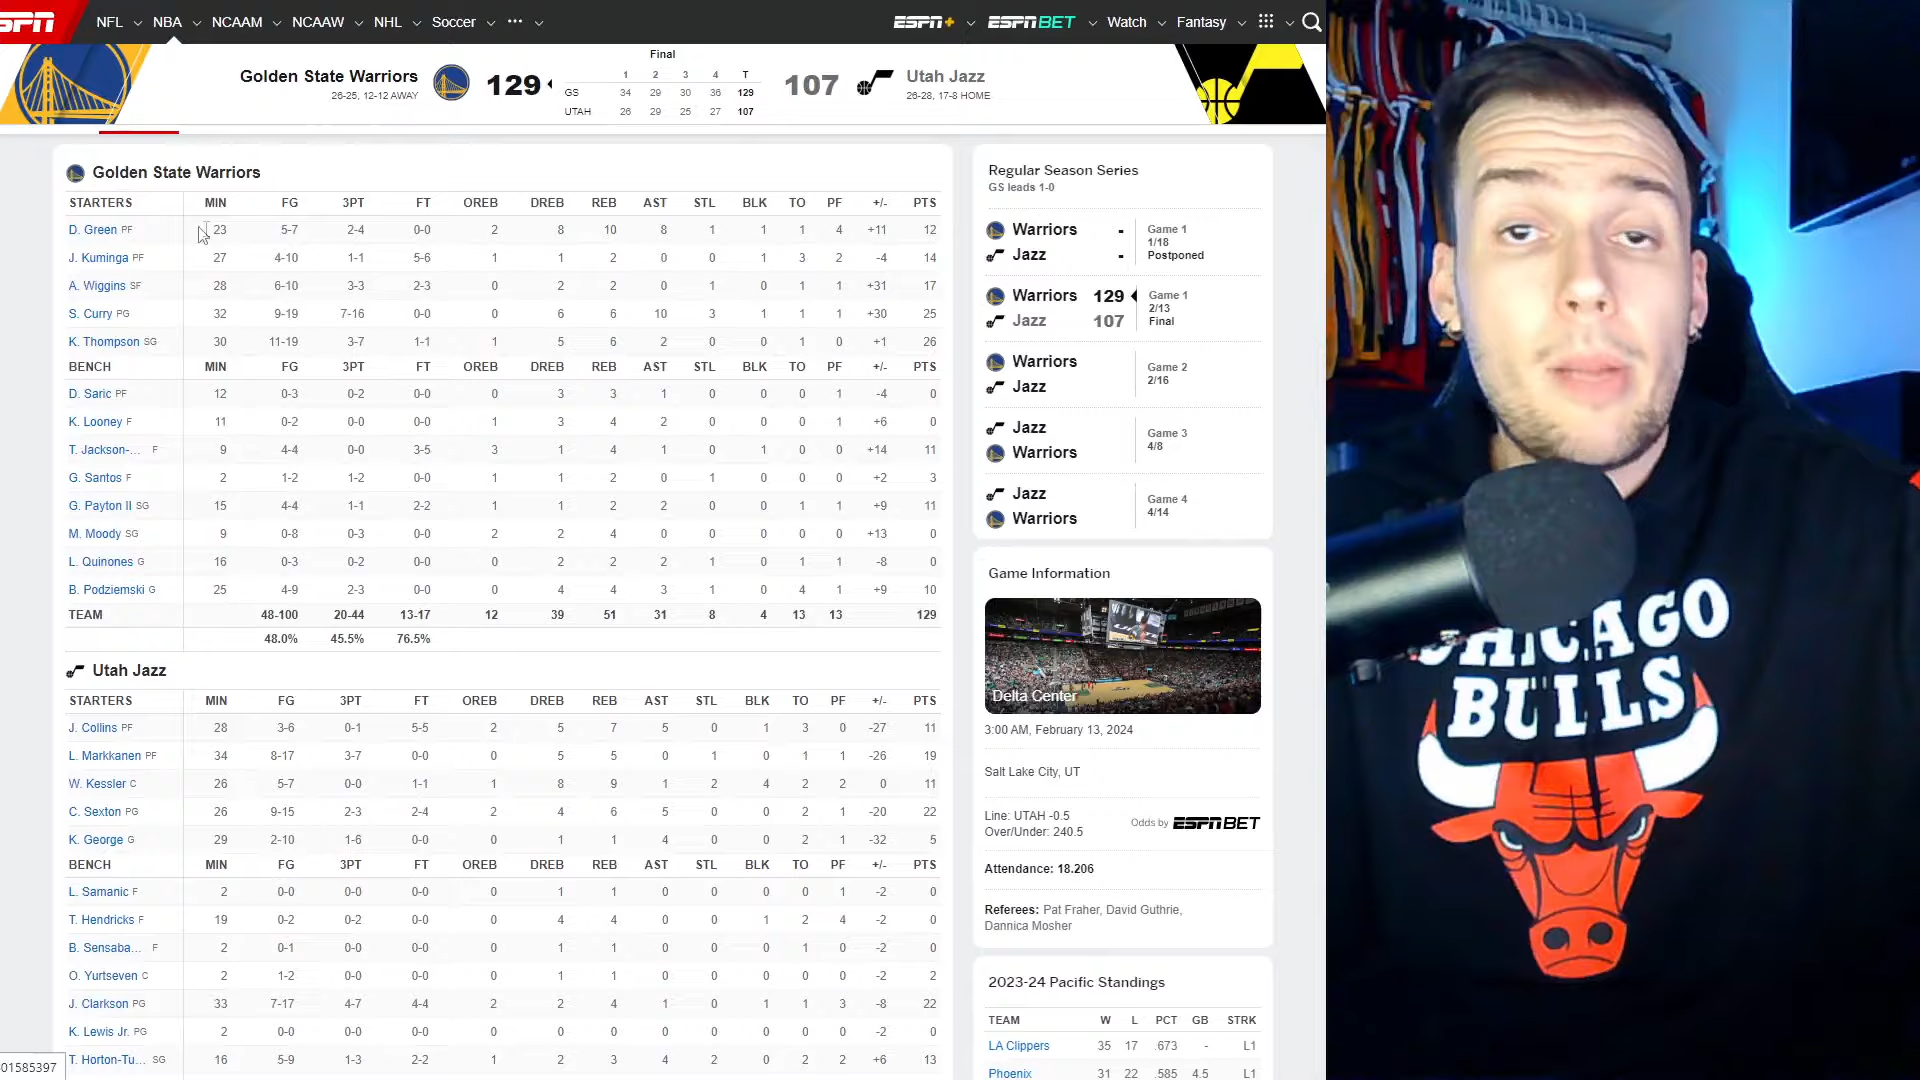 ESPN NFL NBA NCAAM NCAAW NHL Soccer ··· ESPN+ ESPN BET Watch Fantasy
Final
Golden State Warriors 129 107 Utah Jazz
26-25, 12-12 AWAY 26-28, 17-8 HOME
1 2 3 4 T
GS 34 29 30 36 129
UTAH 26 29 25 27 107
Golden State Warriors
STARTERS MIN FG 3PT FT OREB DREB REB AST STL BLK TO PF +/- PTS
D. Green PF 23 5-7 2-4 0-0 2 8 10 8 1 1 1 4 +11 12
J. Kuminga PF 27 4-10 1-1 5-6 1 1 2 0 0 1 3 2 -4 14
A. Wiggins SF 28 6-10 3-3 2-3 0 2 2 0 1 0 1 1 +31 17
S. Curry PG 32 9-19 7-16 0-0 0 6 6 10 3 1 1 1 +30 25
K. Thompson SG 30 11-19 3-7 1-1 1 5 6 2 0 0 1 0 +1 26
BENCH MIN FG 3PT FT OREB DREB REB AST STL BLK TO PF +/- PTS
D. Saric PF 12 0-3 0-2 0-0 0 3 3 1 0 0 0 1 -4 0
K. Looney F 11 0-2 0-0 0-0 1 3 4 2 0 0 0 1 +6 0
T. Jackson-... F 9 4-4 0-0 3-5 3 1 4 1 0 1 0 0 +14 11
G. Santos F 2 1-2 1-2 0-0 1 1 2 0 1 0 0 0 +2 3
G. Payton II SG 15 4-4 1-1 2-2 1 1 2 2 0 0 1 1 +9 11
M. Moody SG 9 0-8 0-3 0-0 2 2 4 0 0 0 0 0 +13 0
L. Quinones G 16 0-3 0-2 0-0 0 2 2 2 1 0 1 1 -8 0
B. Podziemski G 25 4-9 2-3 0-0 0 4 4 3 1 0 4 1 +9 10
TEAM 48-100 20-44 13-17 12 39 51 31 8 4 13 13 129
48.0% 45.5% 76.5%
Utah Jazz
STARTERS MIN FG 3PT FT OREB DREB REB AST STL BLK TO PF +/- PTS
J. Collins PF 28 3-6 0-1 5-5 2 5 7 5 0 1 3 0 -27 11
L. Markkanen PF 34 8-17 3-7 0-0 0 5 5 0 1 0 1 1 -26 19
W. Kessler C 26 5-7 0-0 1-1 1 8 9 1 2 4 2 2 0 11
C. Sexton PG 26 9-15 2-3 2-4 2 4 6 5 0 0 2 1 -20 22
K. George G 29 2-10 1-6 0-0 0 1 1 4 0 0 2 1 -32 5
BENCH MIN FG 3PT FT OREB DREB REB AST STL BLK TO PF +/- PTS
L. Samanic F 2 0-0 0-0 0-0 0 1 1 0 0 0 0 1 -2 0
T. Hendricks F 19 0-2 0-2 0-0 0 4 4 0 0 1 2 4 -2 0
B. Sensaba... F 2 0-1 0-0 0-0 0 1 1 0 0 0 1 0 -2 0
O. Yurtseven C 2 1-2 0-0 0-0 0 1 1 0 0 0 0 0 -2 2
J. Clarkson PG 33 7-17 4-7 4-4 2 2 4 1 0 1 1 3 -8 22
K. Lewis Jr. PG 2 0-0 0-0 0-0 0 0 0 0 0 0 0 0 -2 0
T. Horton-Tu... SG 16 5-9 1-3 2-2 1 2 3 4 2 0 2 2 +6 13
01585397
Regular Season Series
GS leads 1-0
Warriors - Game 1
1/18
Jazz - Postponed
Warriors 129 Game 1
2/13
Jazz 107 Final
Warriors Game 2
Jazz 2/16
Jazz Game 3
Warriors 4/8
Jazz Game 4
Warriors 4/14
Game Information
Delta Center
3:00 AM, February 13, 2024
Salt Lake City, UT
Line: UTAH -0.5
Over/Under: 240.5
Odds by ESPN BET
Attendance: 18.206
Referees: Pat Fraher, David Guthrie,
Dannica Mosher
2023-24 Pacific Standings
TEAM W L PCT GB STRK
LA Clippers 35 17 .673 - L1
Phoenix 31 22 .585 4.5 L1
CHICAGO
BULLS